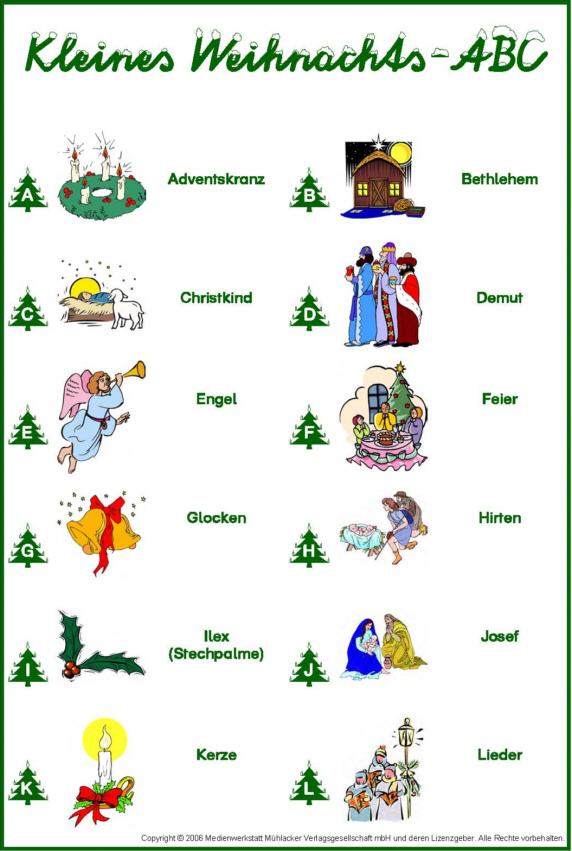 Kleines Weihnachts-ABC
A Adventskranz
B Bethlehem
C Christkind
D Demut
E Engel
F Feier
G Glocken
H Hirten
I Ilex
(Stechpalme)
J Josef
K Kerze
L Lieder
Copyright © 2006 Medienwerkstatt Mühlacker Verlagsgesellschaft mbH und deren Lizenzgeber. Alle Rechte vorbehalten.